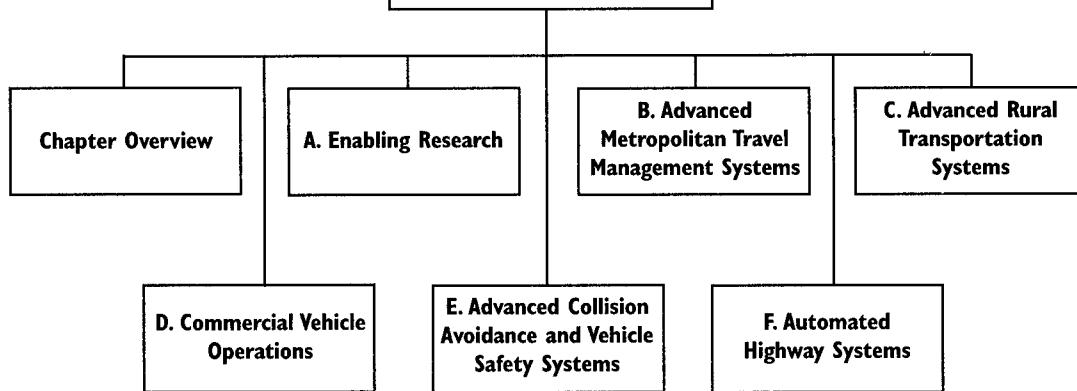 Chapter Overview
A. Enabling Research
B. Advanced
Metropolitan Travel
Management Systems
C. Advanced Rural
Transportation
Systems
D. Commercial Vehicle
Operations
E. Advanced Collision
Avoidance and Vehicle
Safety Systems
F. Automated
Highway Systems